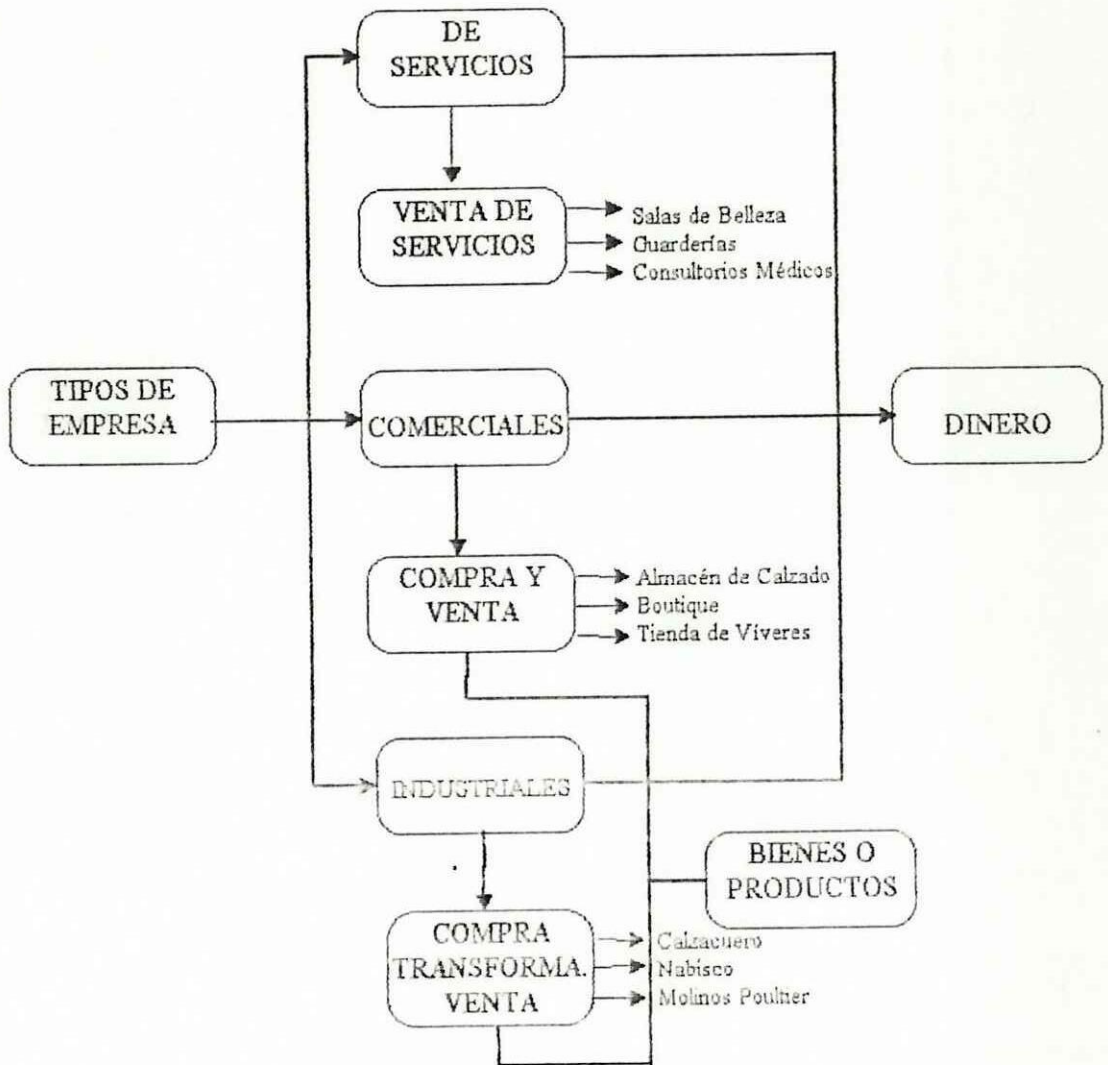 DE
SERVICIOS
VENTA DE
SERVICIOS
Salas de Belleza
Guarderías
Consultorios Médicos
TIPOS DE
EMPRESA
COMERCIALES
DINERO
COMPRA Y
VENTA
Almacén de Calzado
Boutique
Tienda de Víveres
INDUSTRIALES
BIENES O
PRODUCTOS
COMPRA
TRANSFORMA.
VENTA
Calzacuero
Nabisco
Molinos Poultier